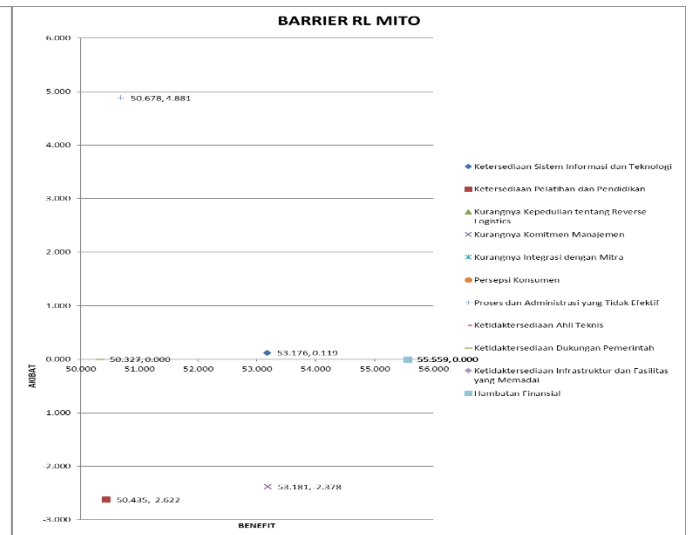 BARRIER RL MITO
6.000
5.000
50.678, 4.881
4.000
3.000
2.000
1.000
0.000
50.327, 0.000
53.176, 0.119
55.559, 0.000
50.000
51.000
52.000
53.000
54.000
55.000
56.000
AKIBAT
-1.000
-2.000
53.181, -2.378
50.435, 2.622
-3.000
BENEFIT
Ketersediaan Sistem Informasi dan Teknologi
Ketersediaan Pelatihan dan Pendidikan
Kurangnya Kepedulian tentang Reverse
Logistics
Kurangnya Komitmen Manajemen
Kurangnya Integrasi dengan Mitra
Persepsi Konsumen
Proses dan Administrasi yang Tidak Efektif
Ketidaktersediaan Ahli Teknis
Ketidaktersediaan Dukungan Pemerintah
Ketidaktersediaan Infrastruktur dan Fasilitas
yang Memadai
Hambatan Finansial